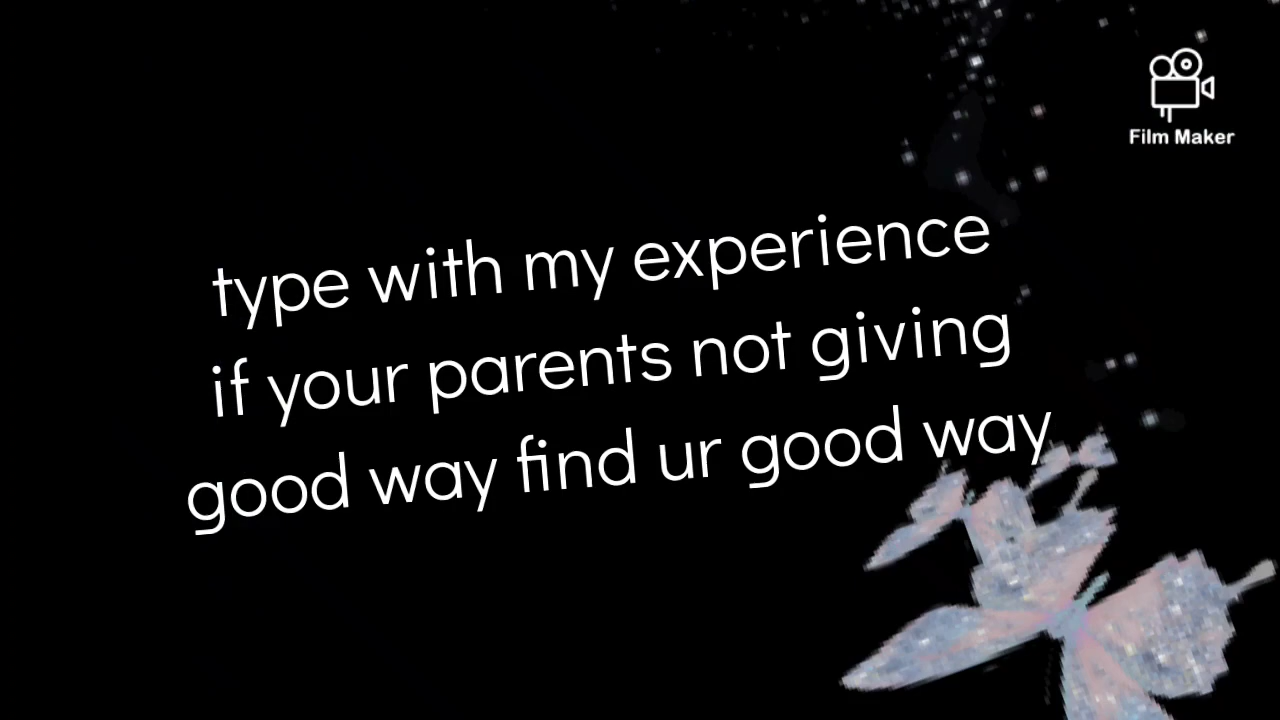 Film Maker
type with my experience
if your parents not giving
good way find ur good way